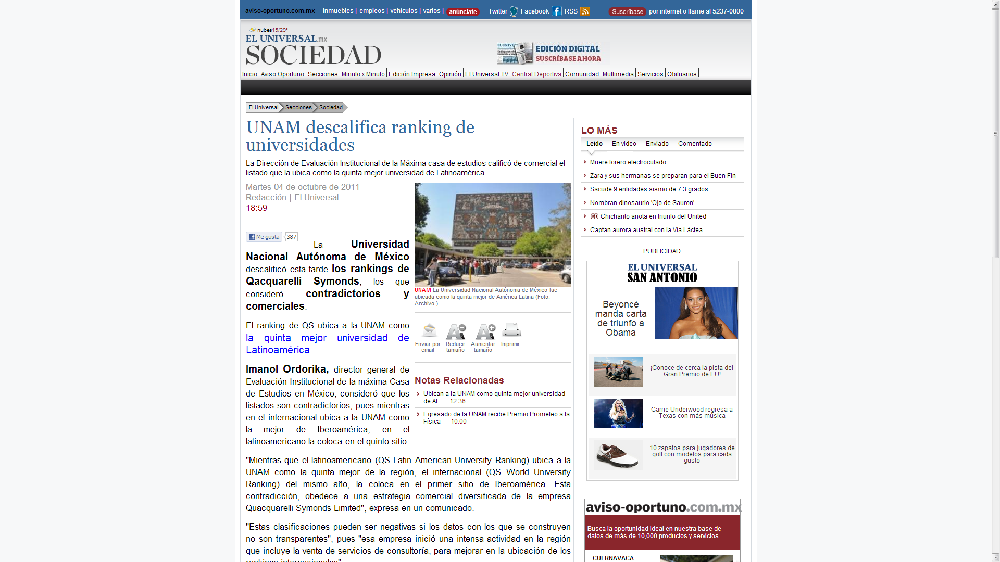 aviso-oportuno.com.mx inmuebles | empleos | vehículos | varios | anúnciate Twitter Facebook RSS Suscríbase por internet o llame al 5237-0800
nubes15/29°
EL UNIVERSAL.mx
SOCIEDAD
EDICIÓN DIGITAL
SUSCRÍBASE AHORA
Inicio Aviso Oportuno Secciones Minuto x Minuto Edición Impresa Opinión El Universal TV Central Deportiva Comunidad Multimedia Servicios Obituarios
El Universal Secciones Sociedad
UNAM descalifica ranking de
universidades
La Dirección de Evaluación Institucional de la Máxima casa de estudios calificó de comercial el
listado que la ubica como la quinta mejor universidad de Latinoamérica
Martes 04 de octubre de 2011
Redacción | El Universal
18:59
Me gusta 387
La Universidad
Nacional Autónoma de México
descalificó esta tarde los rankings de
Qacquarelli Symonds, los que
consideró contradictorios y
comerciales.
El ranking de QS ubica a la UNAM como
la quinta mejor universidad de
Latinoamérica.
Imanol Ordorika, director general de
Evaluación Institucional de la máxima Casa
de Estudios en México, consideró que los
listados son contradictorios, pues mientras
en el internacional ubica a la UNAM como
la mejor de Iberoamérica, en el
latinoamericano la coloca en el quinto sitio.
UNAM La Universidad Nacional Autónoma de México fue
ubicada como la quinta mejor de América Latina (Foto:
Archivo )
Enviar por
email
Reducir
tamaño
Aumentar
tamaño
Imprimir
Notas Relacionadas
Ubican a la UNAM como quinta mejor universidad
de AL 12:36
Egresado de la UNAM recibe Premio Prometeo a la
Física 10:00
"Mientras que el latinoamericano (QS Latin American University Ranking) ubica a la
UNAM como la quinta mejor de la región, el internacional (QS World University
Ranking) del mismo año, la coloca en el primer sitio de Iberoamérica. Esta
contradicción, obedece a una estrategia comercial diversificada de la empresa
Quacquarelli Symonds Limited", expresa en un comunicado.
"Estas clasificaciones pueden ser negativas si los datos con los que se construyen
no son transparentes", pues "esa empresa inició una intensa actividad en la región
que incluye la venta de servicios de consultoría, para mejorar en la ubicación de los
rankings internacionales"
LO MÁS
Leído En video Enviado Comentado
Muere torero electrocutado
Zara y sus hermanas se preparan para el Buen Fin
Sacude 9 entidades sismo de 7.3 grados
Nombran dinosaurio 'Ojo de Sauron'
Chicharito anota en triunfo del United
Captan aurora austral con la Vía Láctea
PUBLICIDAD
EL UNIVERSAL
SAN ANTONIO
Beyoncé
manda carta
de triunfo a
Obama
¡Conoce de cerca la pista del
Gran Premio de EU!
Carrie Underwood regresa a
Texas con más música
10 zapatos para jugadores de
golf con modelos para cada
gusto
aviso-oportuno.com.mx
Busca la oportunidad ideal en nuestra base de
datos de más de 10,000 productos y servicios
CUERNAVACA